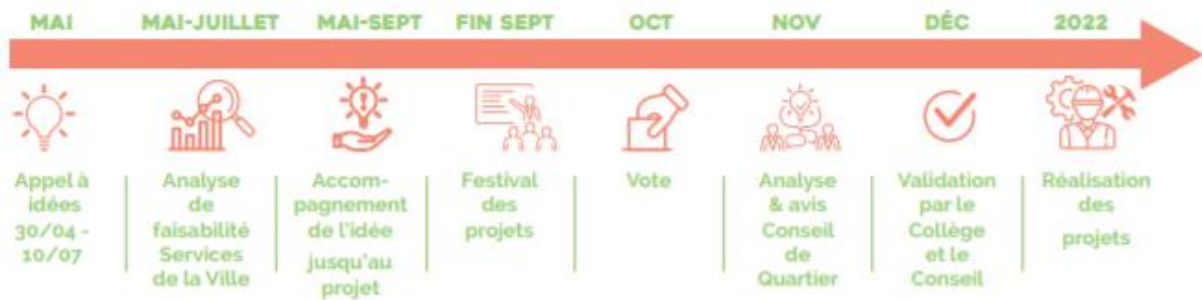 MAI
MAI-JUILLET
MAI-SEPT
FIN SEPT
OCT
NOV
DÉC
2022
Appel à
idées
30/04 -
10/07
Analyse
de
faisabilité
Services
de la Ville
Accom-
pagnement
de l'idée
jusqu'au
projet
Festival
des
projets
Vote
Analyse
& avis
Conseil
de
Quartier
Validation
par le
Collège
et le
Conseil
Réalisation
des
projets